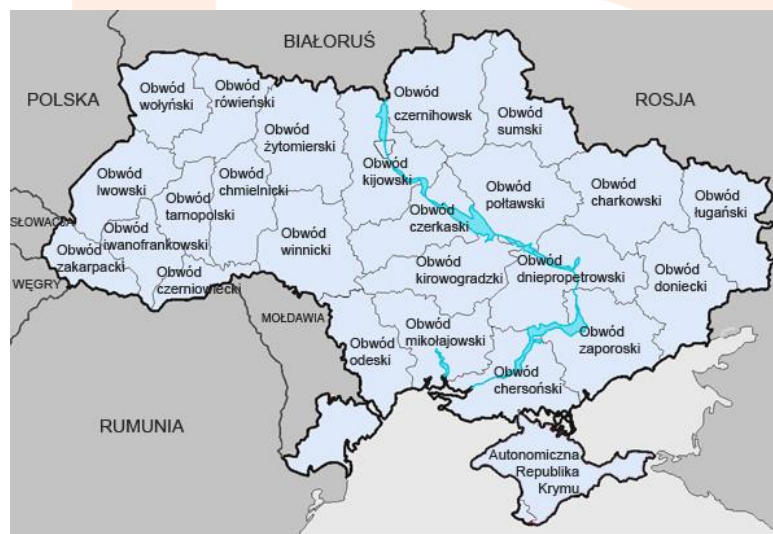 BIAŁORUŚ
POLSKA
ROSJA
Obwód
wołyński
Obwód
rówieński
Obwód
żytomierski
Obwód
czernihowsk
Obwód
sumski
Obwód
lwowski
Obwód
tarnopolski
Obwód
chmielnicki
Obwód
kijowski
Obwód
połtawski
Obwód
charkowski
Obwód
ługański
SŁOWACJA
Obwód
iwanofrankowski
Obwód
zakarpacki
Obwód
czerniowiecki
Obwód
winnicki
Obwód
czerkaski
Obwód
kirowogradzki
Obwód
dniepropetrowski
Obwód
doniecki
WĘGRY
MOŁDAWIA
Obwód
odeski
Obwód
mikołajowski
Obwód
chersoński
Obwód
zaporoski
RUMUNIA
Autonomiczna
Republika
Krymu